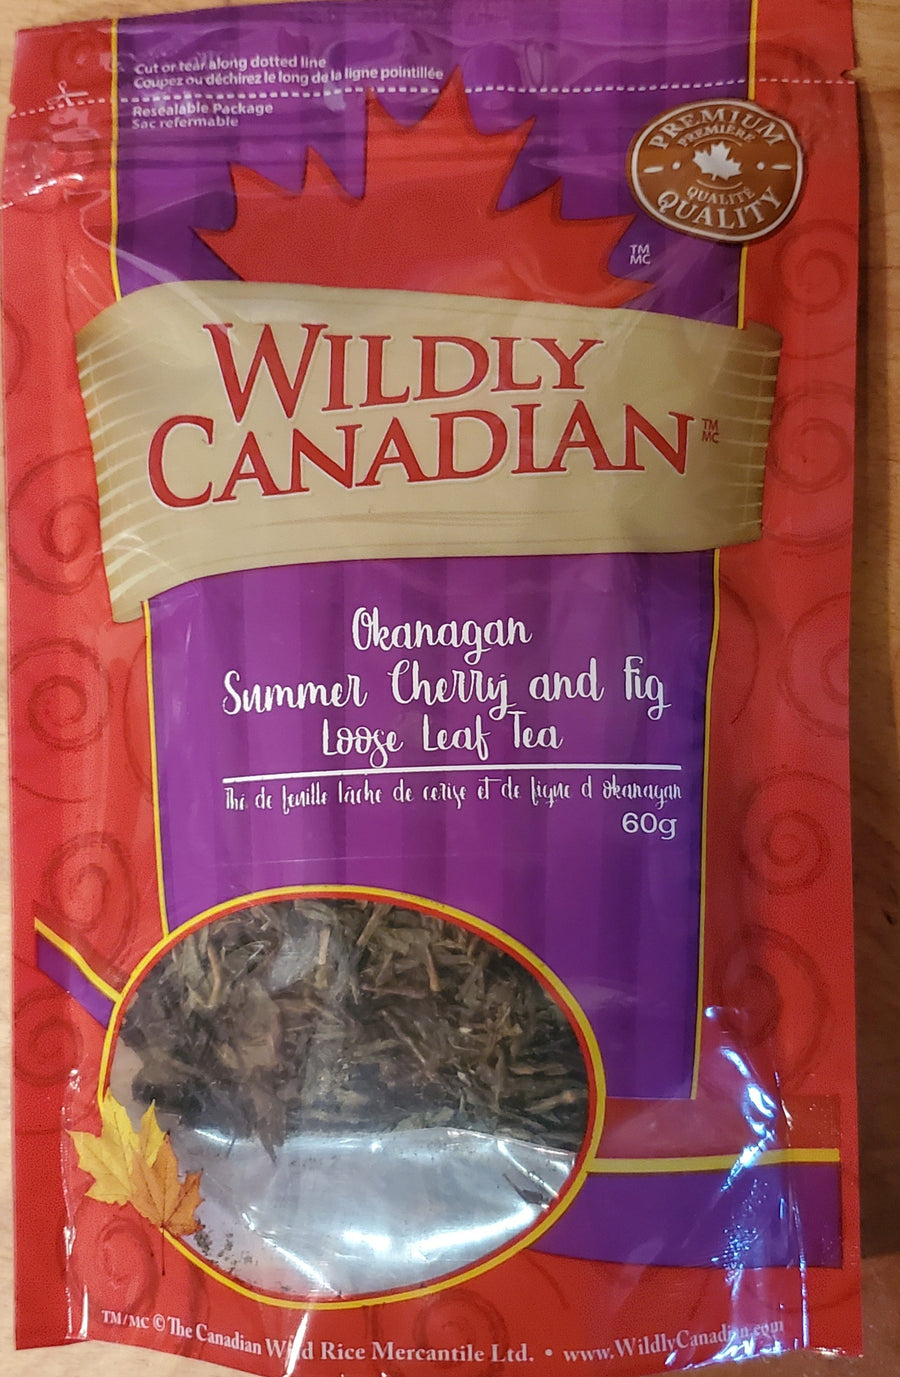 Cut or tear along dotted line
Coupez ou déchirez le long de la ligne pointillée
Resealable Package
Sac refermable
PREMIUM
PREMIÈRE
QUALITÉ
QUALITY
TM
MC
WILDLY
CANADIAN TM
MC
Okanagan
Summer Cherry and Fig
Loose Leaf Tea
Thé de feuille lâche de cerise et de figue d okanagan
60g
TM/MC © The Canadian Wild Rice Mercantile Ltd. • www.WildlyCanadian.com